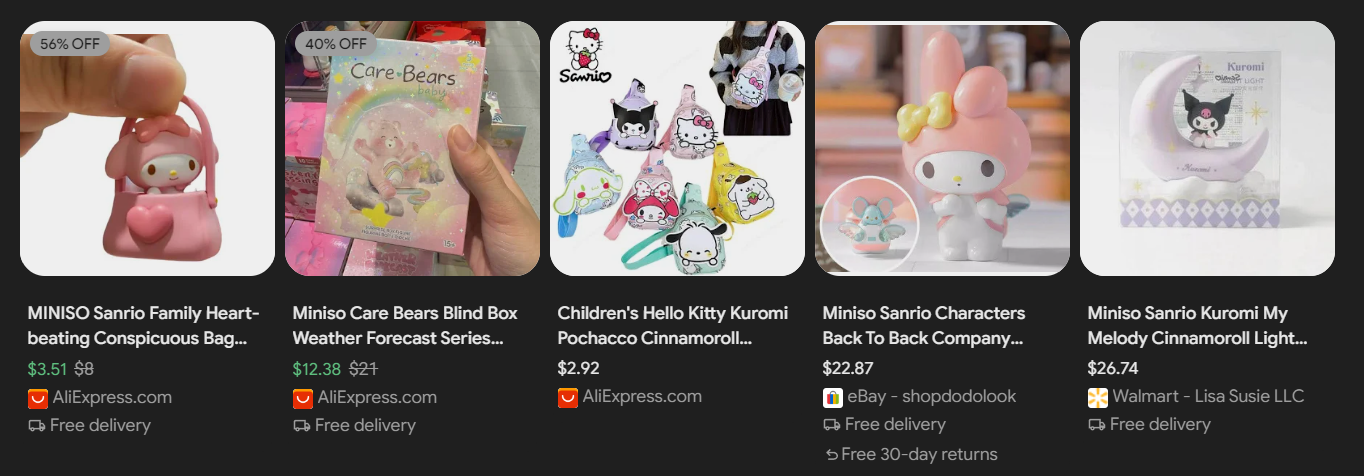 56% OFF
40% OFF
Care Bears
baby
15+
Sanrio
Kuromi
Kuromi
MINISO Sanrio Family Heart-
beating Conspicuous Bag...
$3.51 $8
AliExpress.com
Free delivery
Miniso Care Bears Blind Box
Weather Forecast Series...
$12.38 $21
AliExpress.com
Free delivery
Children's Hello Kitty Kuromi
Pochacco Cinnamoroll...
$2.92
AliExpress.com
Miniso Sanrio Characters
Back To Back Company...
$22.87
eBay - shopdodolook
Free delivery
Free 30-day returns
Miniso Sanrio Kuromi My
Melody Cinnamoroll Light...
$26.74
Walmart - Lisa Susie LLC
Free delivery